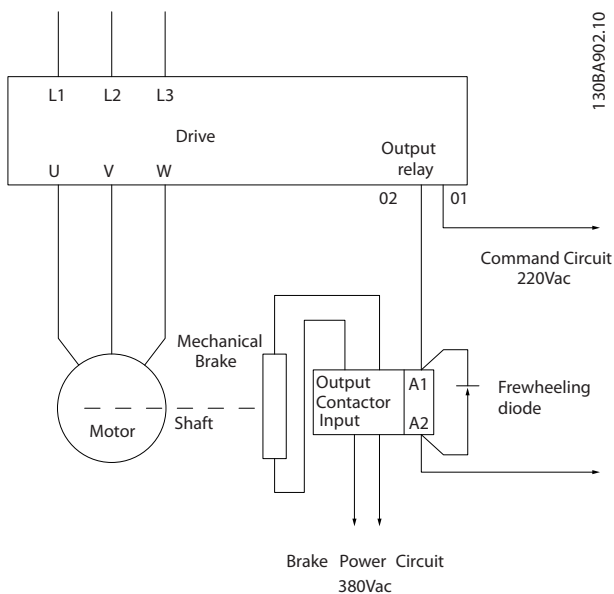 130BA902.10
L1 L2 L3
Drive
Output
relay
U V W
02 01
Command Circuit
220Vac
Mechanical
Brake
Output
Contactor
Input
A1
A2
Frewheeling
diode
Motor
Shaft
Brake Power Circuit
380Vac